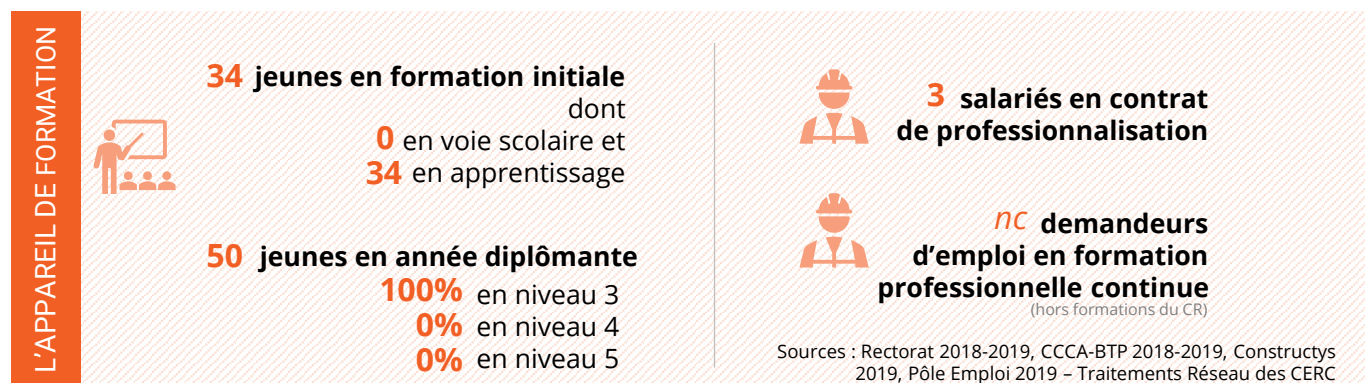 L'APPAREIL DE FORMATION
34 jeunes en formation initiale
dont
0 en voie scolaire et
34 en apprentissage
50 jeunes en année diplômante
100% en niveau 3
0% en niveau 4
0% en niveau 5
3 salariés en contrat
de professionnalisation
nc demandeurs
d’emploi en formation
professionnelle continue
(hors formations du CR)
Sources : Rectorat 2018-2019, CCCA-BTP 2018-2019, Constructys
2019, Pôle Emploi 2019 – Traitements Réseau des CERC